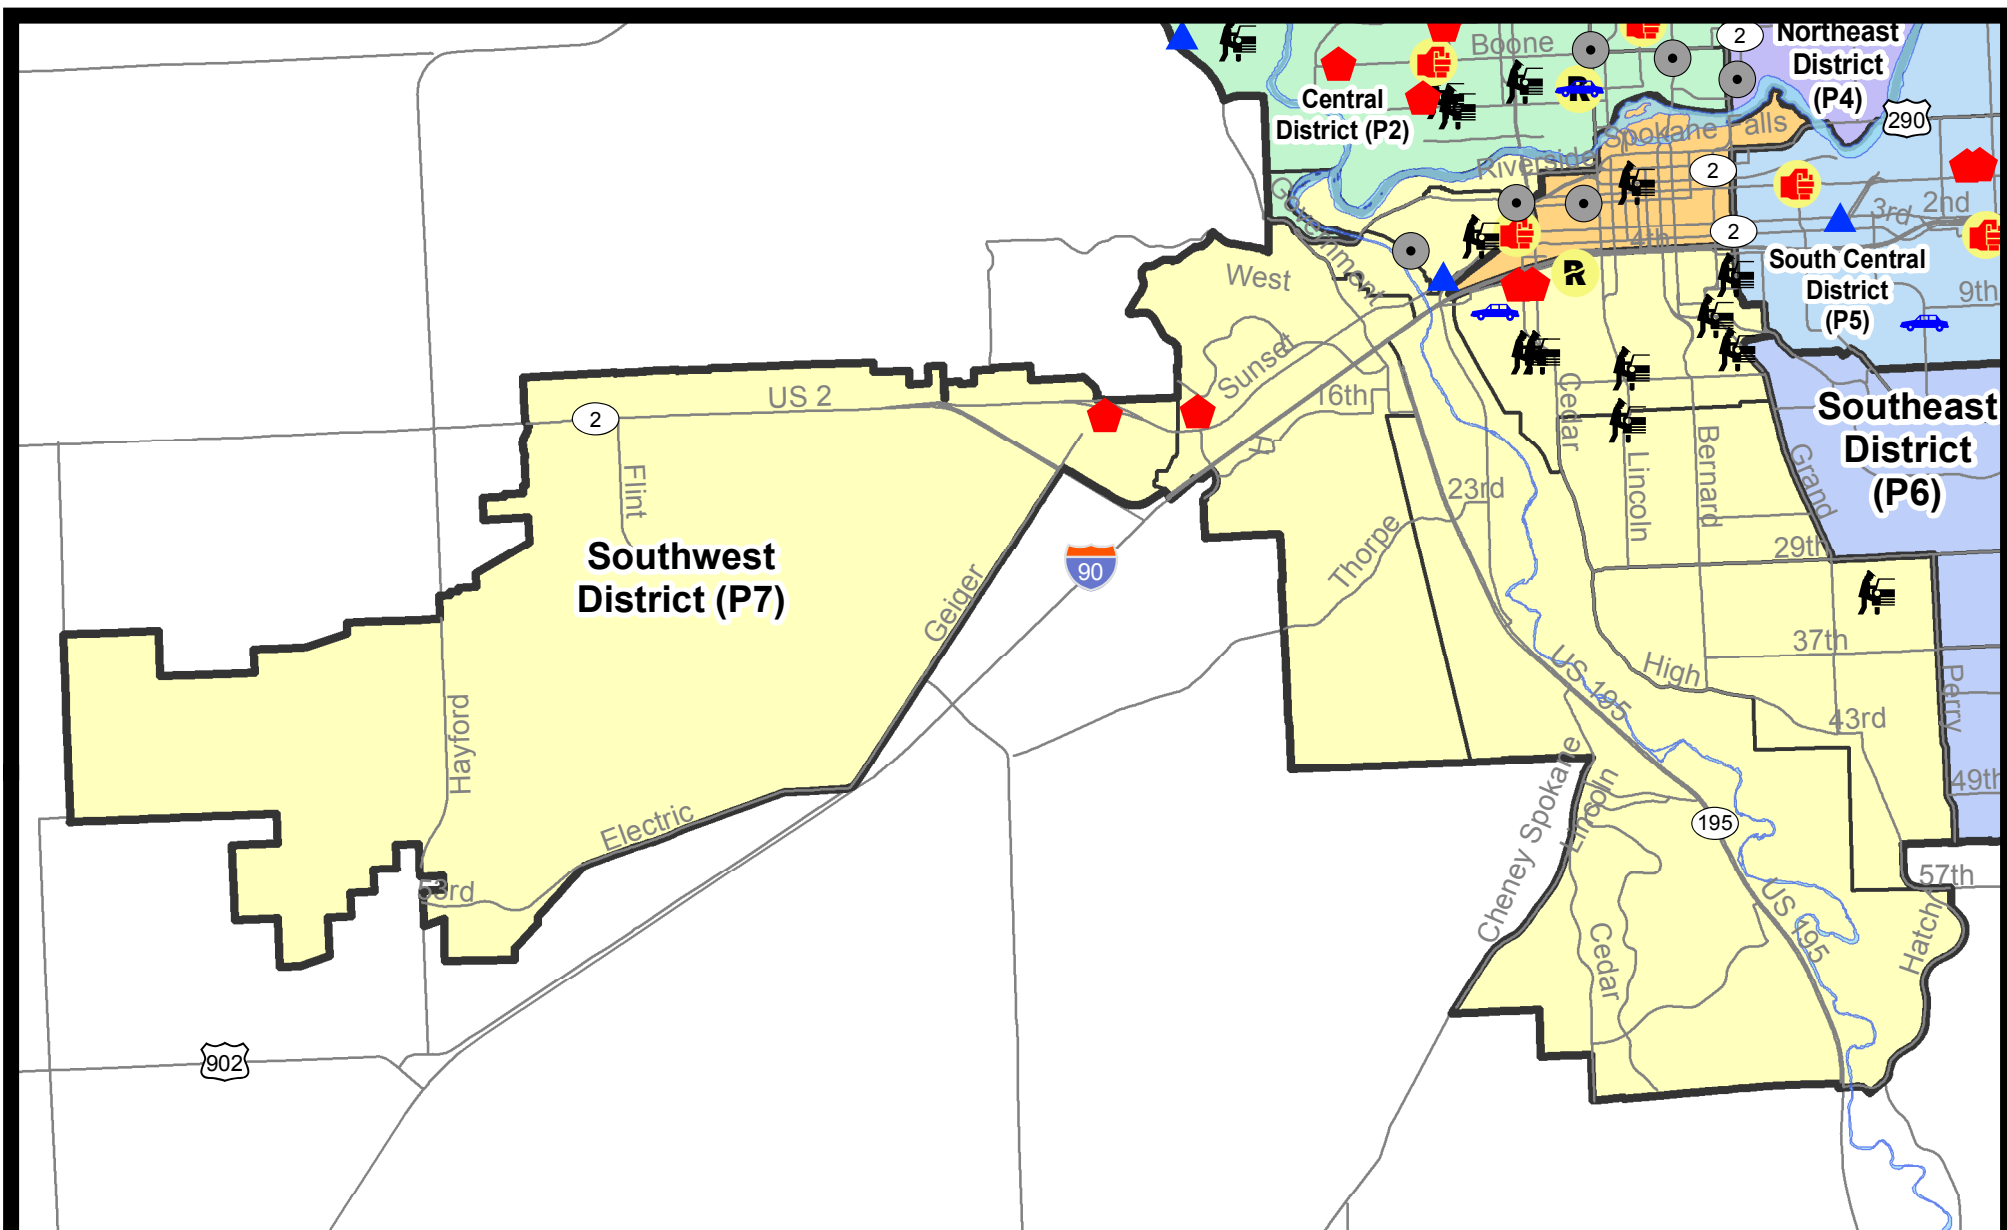 2
Northeast
District
(P4)
Boone
Central
District (P2)
290
Spokane Falls
Riverside
2
2nd
3rd
Government
2
4th
South Central
District
(P5)
9th
West
Sunset
16th
US 2
2
Flint
Cedar
Lincoln
Bernard
Grand
Southeast
District
(P6)
23rd
Thorpe
29th
Southwest
District (P7)
90
Geiger
37th
High
US 195
Perry
43rd
Hayford
49th
Electric
Cheney Spokane
Lincoln
195
53rd
57th
US 195
Hatch
Cedar
902